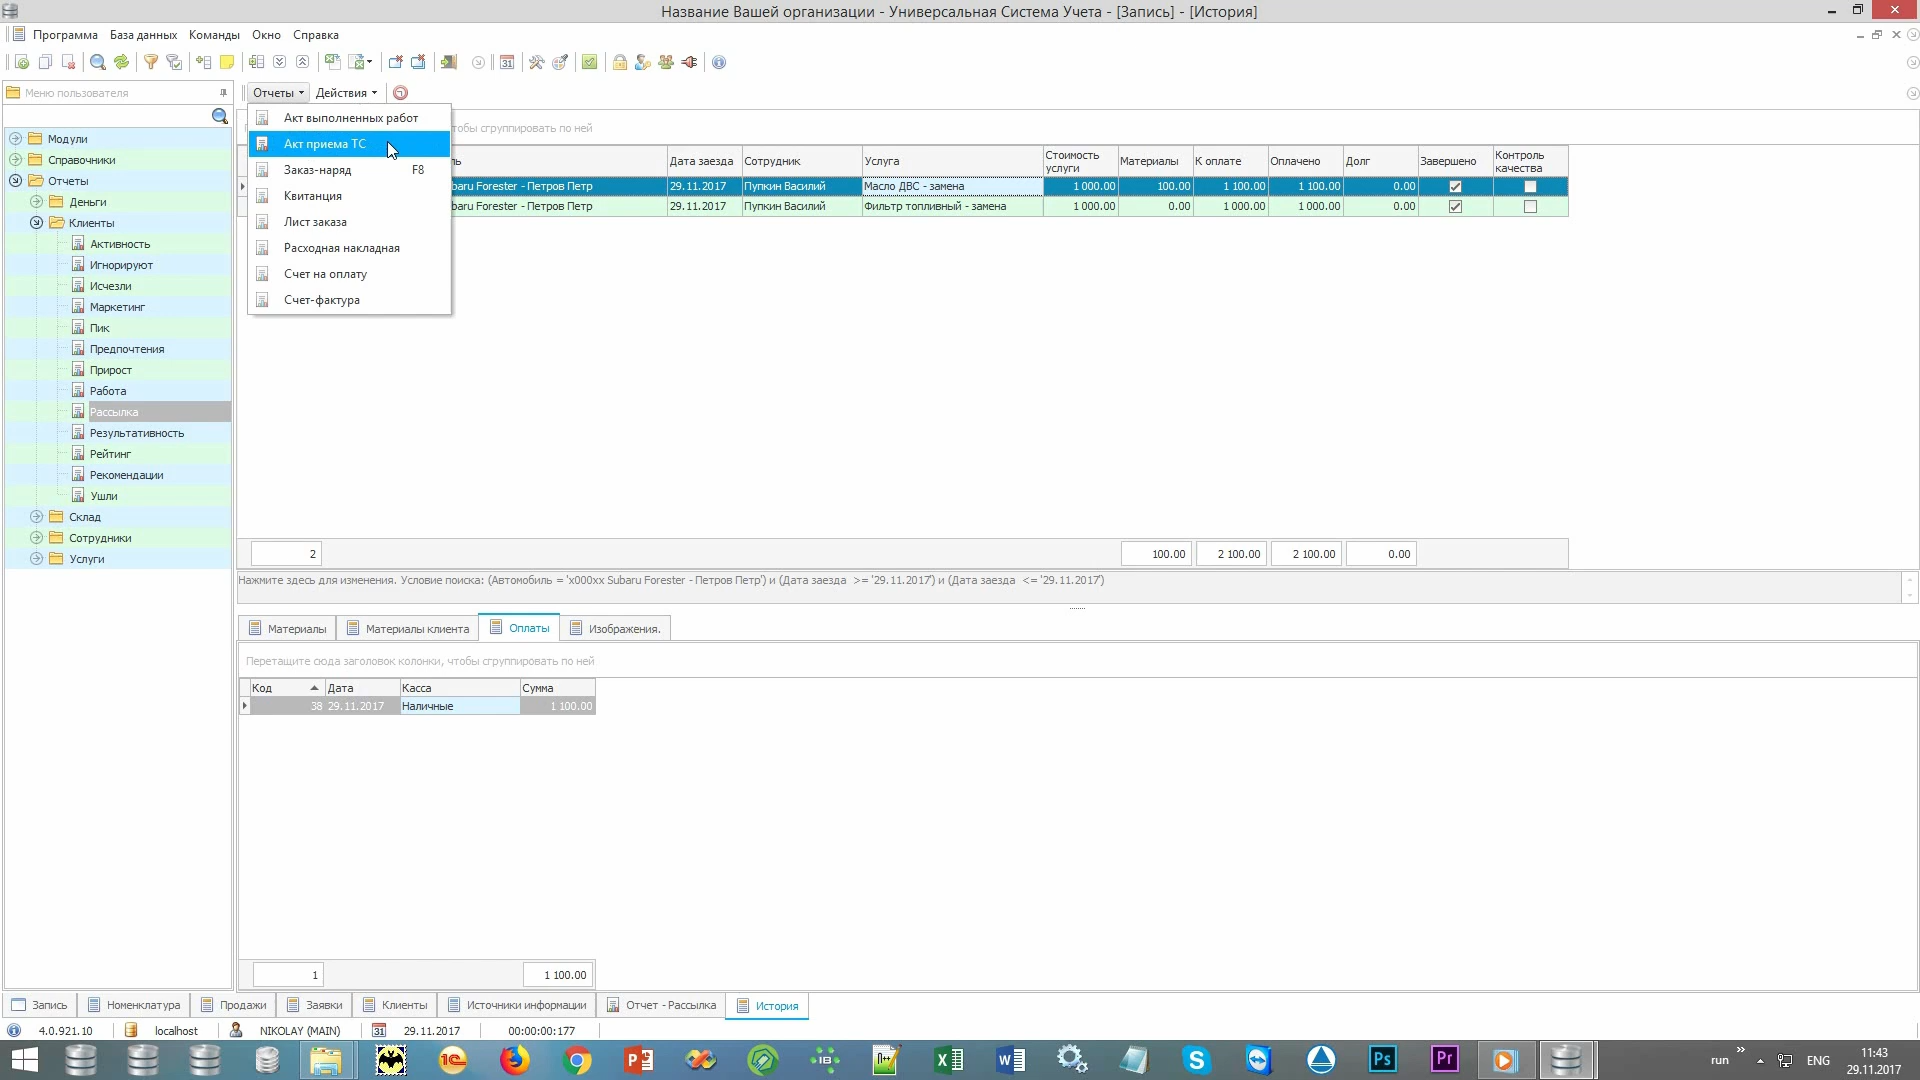 Название Вашей организации - Универсальная Система Учета - [Запись] - [История]
Программа База данных Команды Окно Справка
Меню пользователя
Отчеты Действия
Модули
Справочники
Отчеты
Деньги
Клиенты
Активность
Игнорируют
Исчезли
Маркетинг
Пик
Предпочтения
Прирост
Работа
Рассылка
Результативность
Рейтинг
Рекомендации
Ушли
Склад
Сотрудники
Услуги
Акт выполненных работ
Акт приема ТС
Заказ-наряд F8
Квитанция
Лист заказа
Расходная накладная
Счет на оплату
Счет-фактура
чтобы сгруппировать по ней
Дата заезда Сотрудник Услуга Стоимость услуги Материалы К оплате Оплачено Долг Завершено Контроль качества
baru Forester - Петров Петр 29.11.2017 Пупкин Василий Масло ДВС - замена 1 000.00 100.00 1 100.00 1 100.00 0.00
baru Forester - Петров Петр 29.11.2017 Пупкин Василий Фильтр топливный - замена 1 000.00 0.00 1 000.00 1 000.00 0.00
2 100.00 2 100.00 2 100.00 0.00
Нажмите здесь для изменения. Условие поиска: (Автомобиль = 'x000xx Subaru Forester - Петров Петр') и (Дата заезда >= '29.11.2017') и (Дата заезда <= '29.11.2017')
Материалы Материалы клиента Оплаты Изображения.
Перетащите сюда заголовок колонки, чтобы сгруппировать по ней
Код Дата Касса Сумма
38 29.11.2017 Наличные 1 100.00
1 1 100.00
Запись Номенклатура Продажи Заявки Клиенты Источники информации Отчет - Рассылка История
4.0.921.10 localhost NIKOLAY (MAIN) 31 29.11.2017 00:00:00:177
run ENG 11:43
29.11.2017